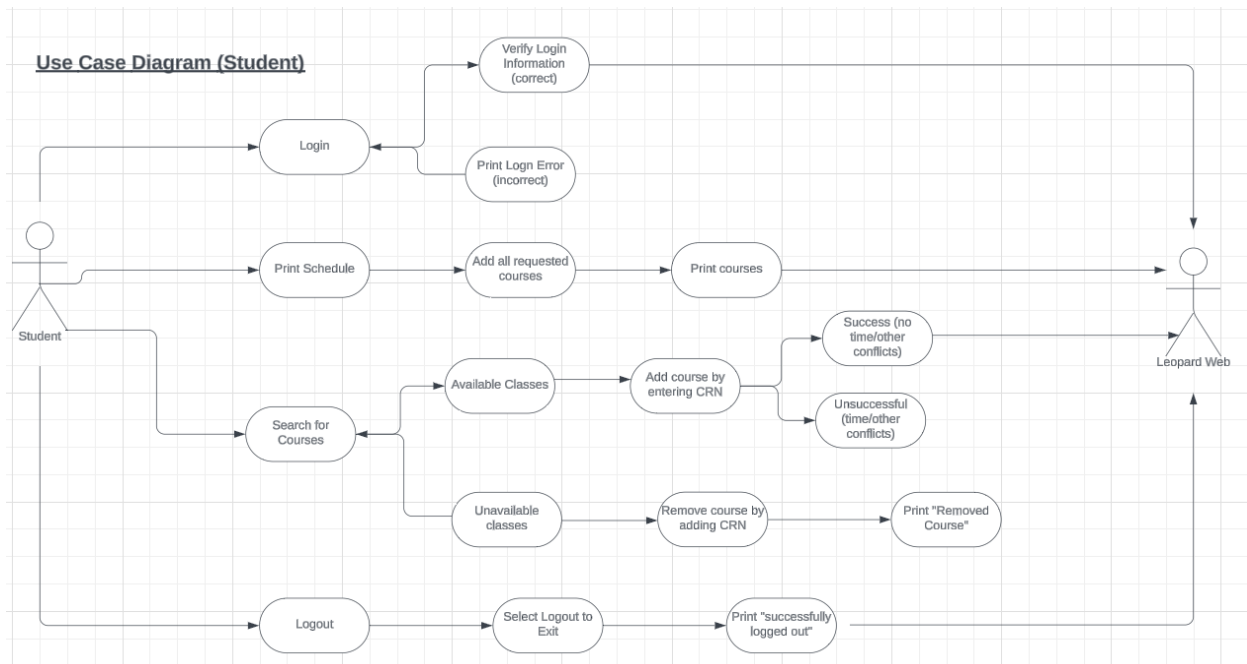 Use Case Diagram (Student)
Verify Login
Information
(correct)
Login
Print Logn Error
(incorrect)
Print Schedule
Add all requested
courses
Print courses
Student
Success (no
time/other
conflicts)
Leopard Web
Available Classes
Add course by
entering CRN
Unsuccessful
(time/other
conflicts)
Search for
Courses
Unavailable
classes
Remove course by
adding CRN
Print "Removed
Course"
Logout
Select Logout to
Exit
Print "successfully
logged out"